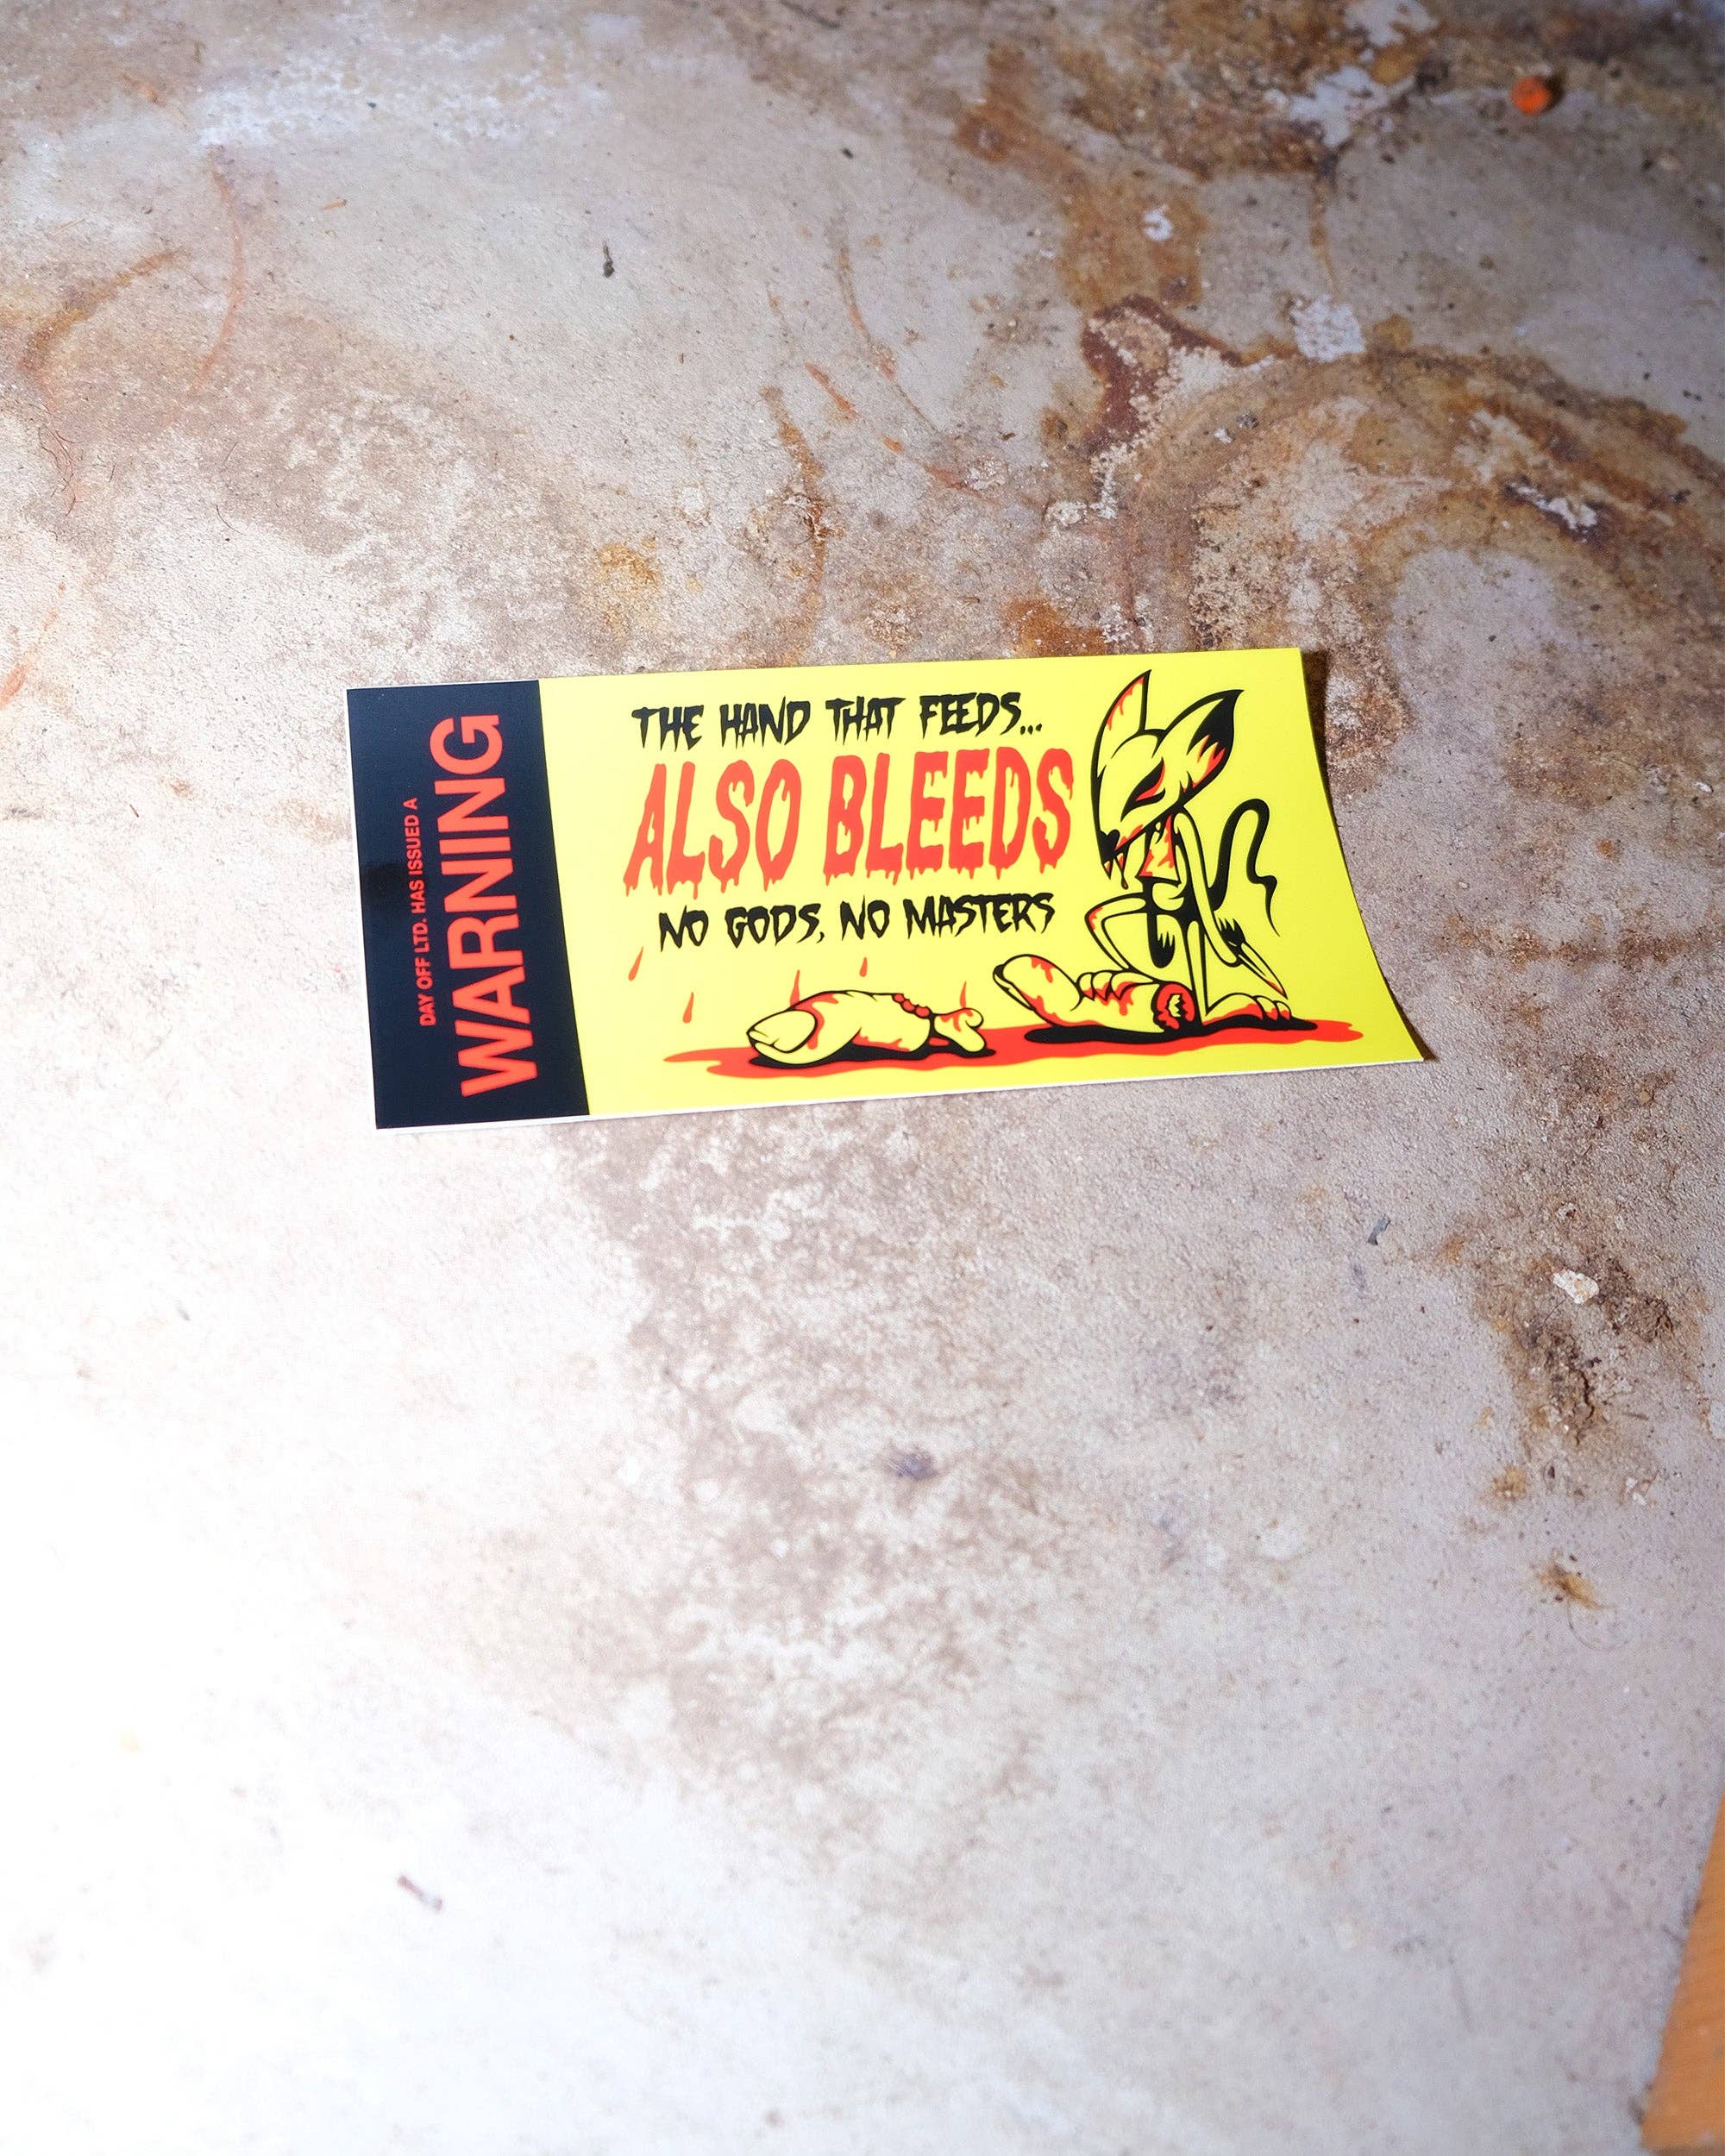 DAY OFF LTD. HAS ISSUED A
WARNING
THE HAND THAT FEEDS...
ALSO BLEEDS
NO GODS, NO MASTERS